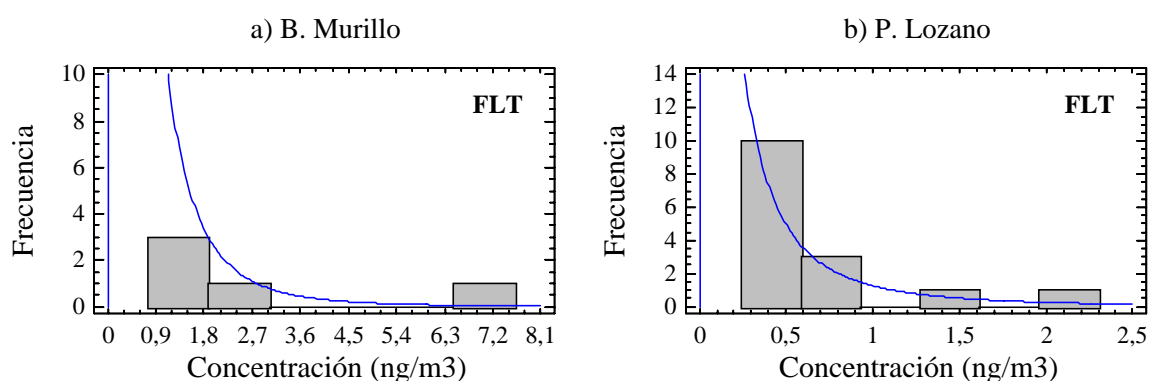 a) B. Murillo
10
8
6
4
2
0
Frecuencia
FLT
0 0,9 1,8 2,7 3,6 4,5 5,4 6,3 7,2 8,1
Concentración (ng/m3)
b) P. Lozano
14
12
10
8
6
4
2
0
Frecuencia
FLT
0 0,5 1 1,5 2 2,5
Concentración (ng/m3)